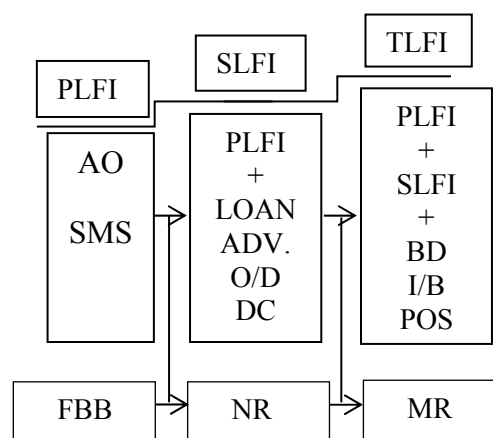 PLFI
SLFI
TLFI
AO
SMS
PLFI
+
LOAN
ADV.
O/D
DC
PLFI
+
SLFI
+
BD
I/B
POS
FBB
NR
MR